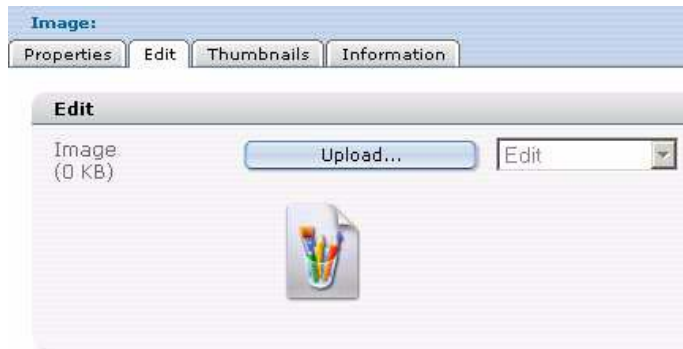 Image:
Properties Edit Thumbnails Information
Edit
Image Upload... Edit
(0 KB)